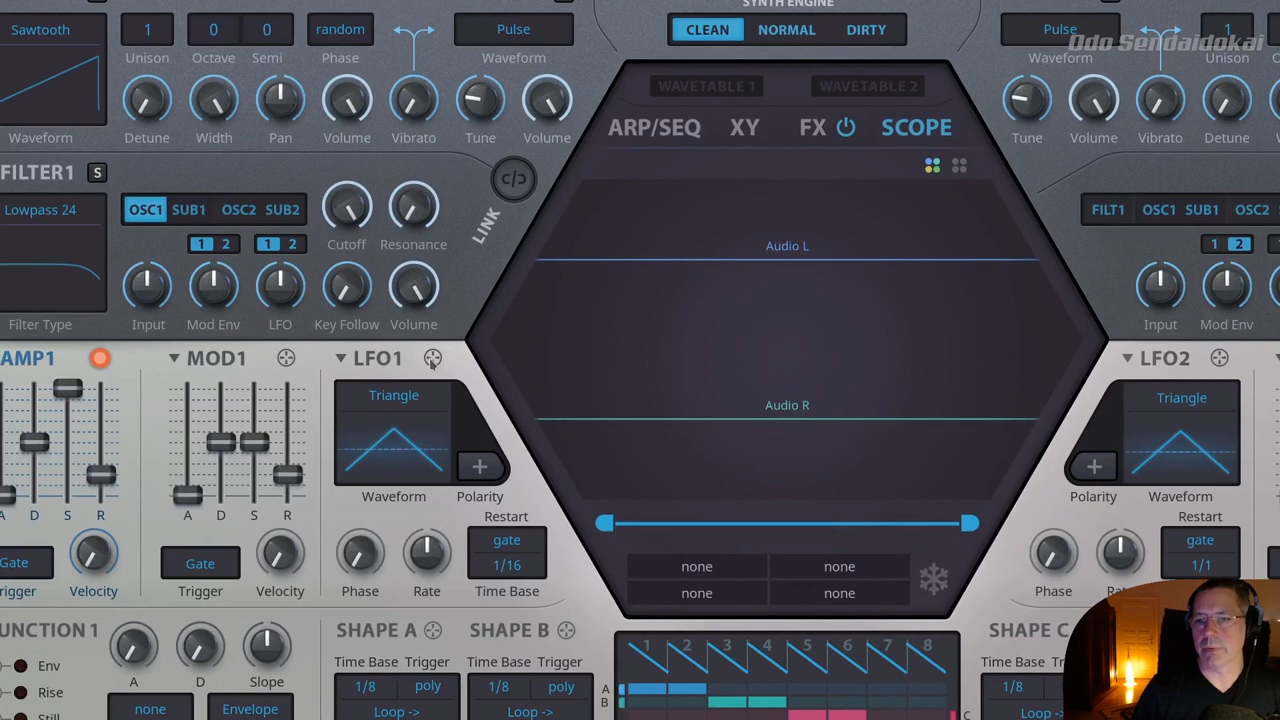 SYNTH ENGINE
Sawtooth
1
0
0
random
Pulse
CLEAN
NORMAL
DIRTY
Pulse
1
Odo Sendaidokai
Unison
Octave
Semi
Phase
Waveform
Waveform
Unison
WAVETABLE 1
WAVETABLE 2
Waveform
Detune
Width
Pan
Volume
Vibrato
Tune
Volume
ARP/SEQ
XY
FX
SCOPE
Tune
Volume
Vibrato
Detune
FILTER1
S
Lowpass 24
OSC1
SUB1
OSC2
SUB2
LINK
FILT1
OSC1
SUB1
OSC2
1 2
1 2
Cutoff
Resonance
Audio L
1 2
Filter Type
Input
Mod Env
LFO
Key Follow
Volume
Input
Mod Env
AMP1
MOD1
LFO1
LFO2
Triangle
Audio R
Triangle
A
D
S
R
A
D
S
R
Waveform
Polarity
Polarity
Waveform
Restart
Restart
Gate
Gate
gate
1/16
none
none
gate
1/1
Velocity
Trigger
Velocity
Phase
Rate
Time Base
none
none
Phase
UNCTION 1
SHAPE A
SHAPE B
1 2 3 4 5 6 7 8
SHAPE C
Env
Time Base
Trigger
Time Base
Trigger
Time Base
Rise
A
D
Slope
1/8
poly
1/8
poly
A
B
C
1/8
none
Envelope
Loop ->
Loop ->
Loop